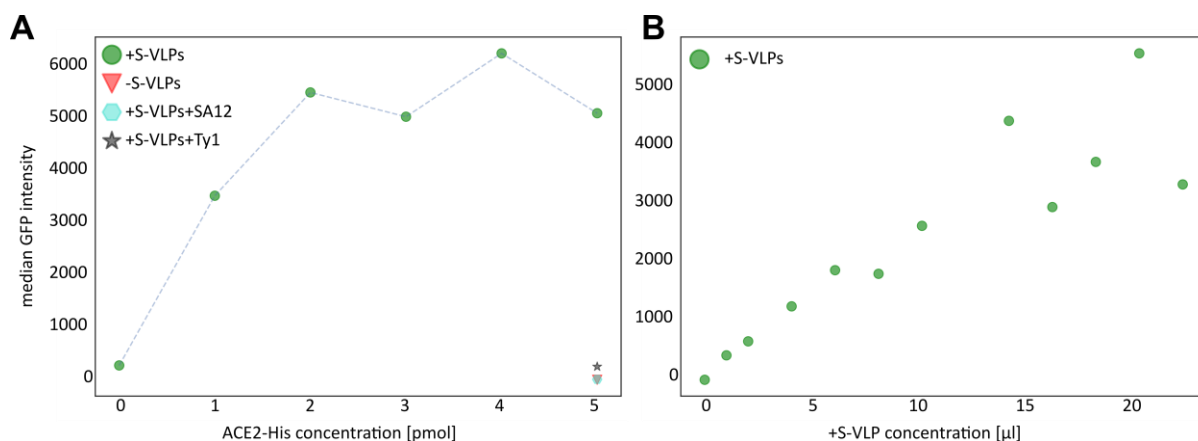 A
+S-VLPs
-S-VLPs
+S-VLPs+SA12
+S-VLPs+Ty1
median GFP intensity
6000
5000
4000
3000
2000
1000
0
0 1 2 3 4 5
ACE2-His concentration [pmol]
B
+S-VLPs
5000
4000
3000
2000
1000
0
0 5 10 15 20
+S-VLP concentration [µl]